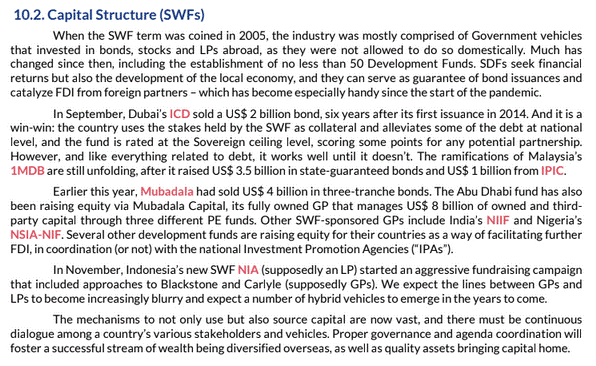 10.2. Capital Structure (SWFs)
When the SWF term was coined in 2005, the industry was mostly comprised of Government vehicles
that invested in bonds, stocks and LPs abroad, as they were not allowed to do so domestically. Much has
changed since then, including the establishment of no less than 50 Development Funds. SDFs seek financial
returns but also the development of the local economy, and they can serve as guarantee of bond issuances and
catalyze FDI from foreign partners – which has become especially handy since the start of the pandemic.
In September, Dubai's ICD sold a US$ 2 billion bond, six years after its first issuance in 2014. And it is a
win-win: the country uses the stakes held by the SWF as collateral and alleviates some of the debt at national
level, and the fund is rated at the Sovereign ceiling level, scoring some points for any potential partnership.
However, and like everything related to debt, it works well until it doesn't. The ramifications of Malaysia's
1MDB are still unfolding, after it raised US$ 3.5 billion in state-guaranteed bonds and US$ 1 billion from IPIC.
Earlier this year, Mubadala had sold US$ 4 billion in three-tranche bonds. The Abu Dhabi fund has also
been raising equity via Mubadala Capital, its fully owned GP that manages US$ 8 billion of owned and third-
party capital through three different PE funds. Other SWF-sponsored GPs include India's NIIF and Nigeria's
NSIA-NIF. Several other development funds are raising equity for their countries as a way of facilitating further
FDI, in coordination (or not) with the national Investment Promotion Agencies ("IPAs").
In November, Indonesia's new SWF NIA (supposedly an LP) started an aggressive fundraising campaign
that included approaches to Blackstone and Carlyle (supposedly GPs). We expect the lines between GPs and
LPs to become increasingly blurry and expect a number of hybrid vehicles to emerge in the years to come.
The mechanisms to not only use but also source capital are now vast, and there must be continuous
dialogue among a country's various stakeholders and vehicles. Proper governance and agenda coordination will
foster a successful stream of wealth being diversified overseas, as well as quality assets bringing capital home.